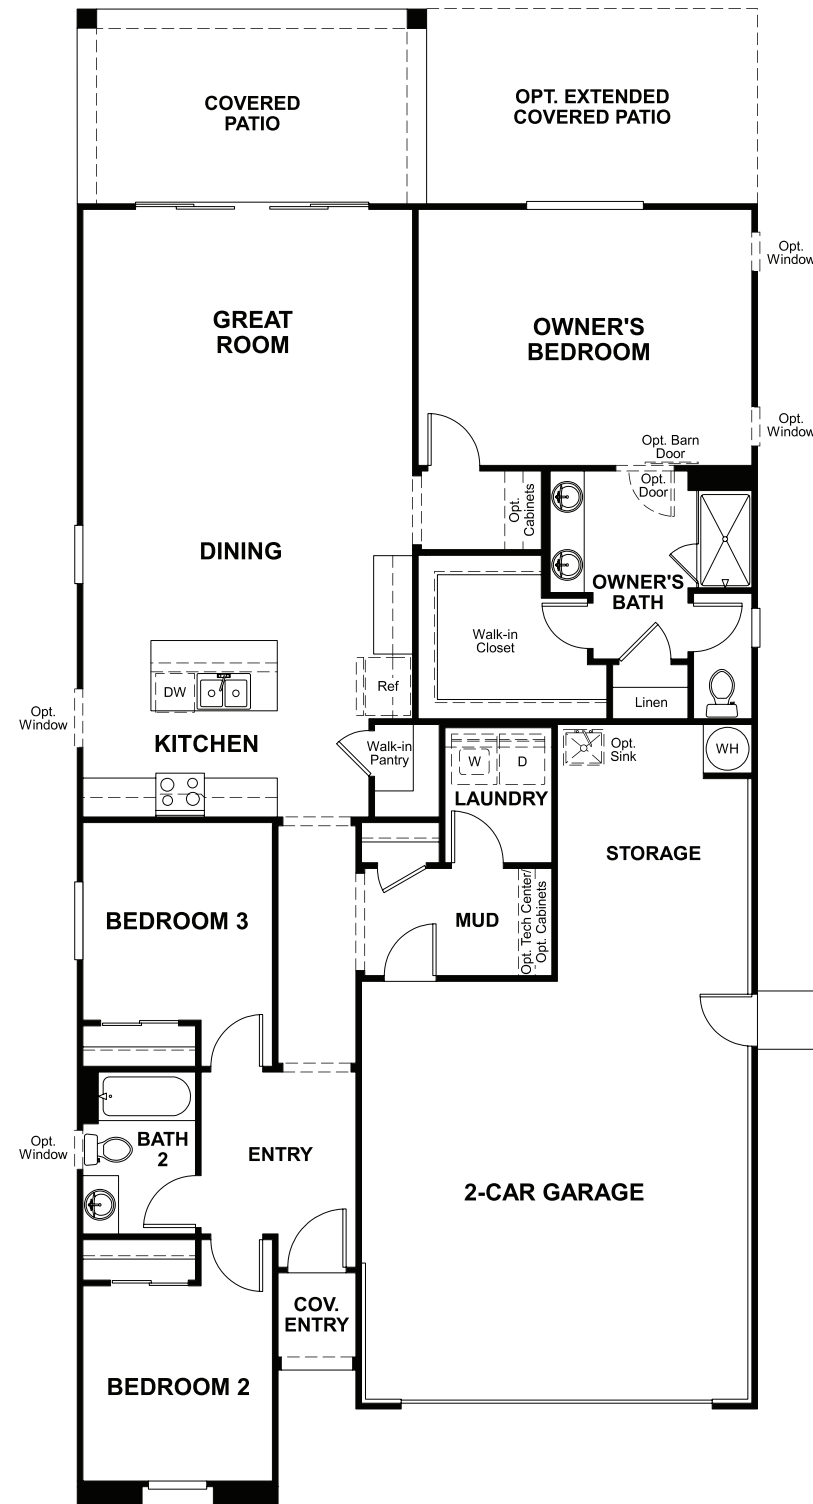 COVERED
PATIO
OPT. EXTENDED
COVERED PATIO
Opt.
Window
GREAT
ROOM
OWNER'S
BEDROOM
Opt.
Window
Opt. Barn
Door
Opt.
Door
Opt.
Cabinets
DINING
OWNER'S
BATH
Walk-in
Closet
Ref
DW
Linen
Opt.
Window
KITCHEN
Walk-in
Pantry
Opt.
Sink
WH
W
D
LAUNDRY
STORAGE
BEDROOM 3
MUD
Opt. Tech Center/
Opt. Cabinets
Opt.
Window
BATH
2
ENTRY
2-CAR GARAGE
COV.
ENTRY
BEDROOM 2